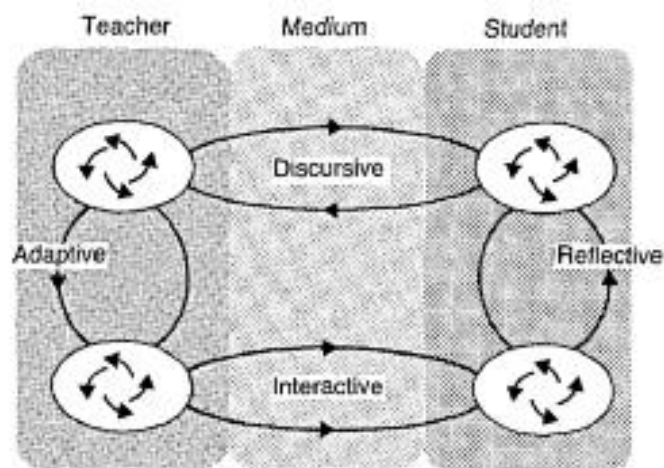 Teacher Medium Student
Discursive
Adaptive Reflective
Interactive